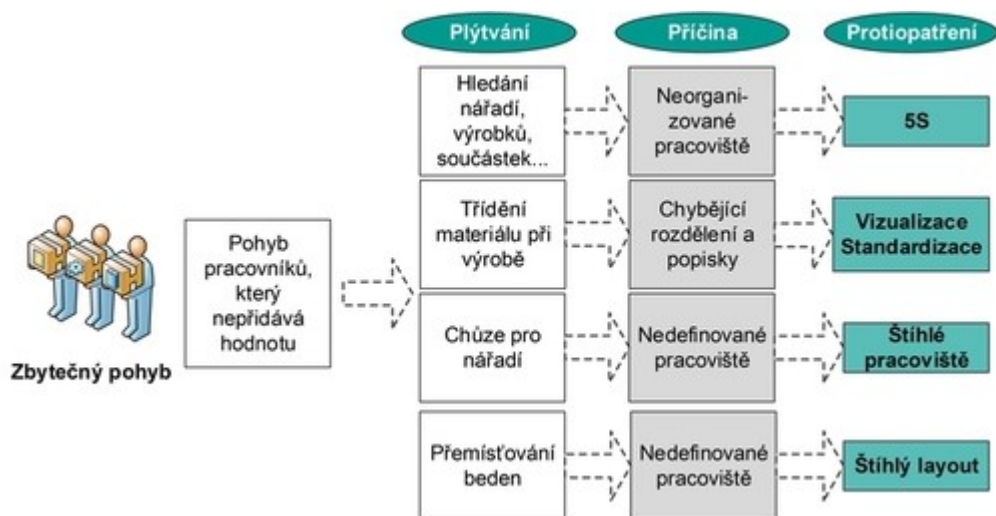 Plýtvání
Příčina
Protiopatření
Hledání
nářadí,
výrobků,
součástek...
Neorgani-
zované
pracoviště
5S
Třídění
materiálu při
výrobě
Chybějící
rozdělení a
popisky
Vizualizace
Standardizace
Pohyb
pracovníků,
který
nepřidává
hodnotu
Zbytečný pohyb
Chůze pro
nářadí
Nedefinované
pracoviště
Štíhlé
pracoviště
Přemísťování
beden
Nedefinované
pracoviště
Štíhlý layout